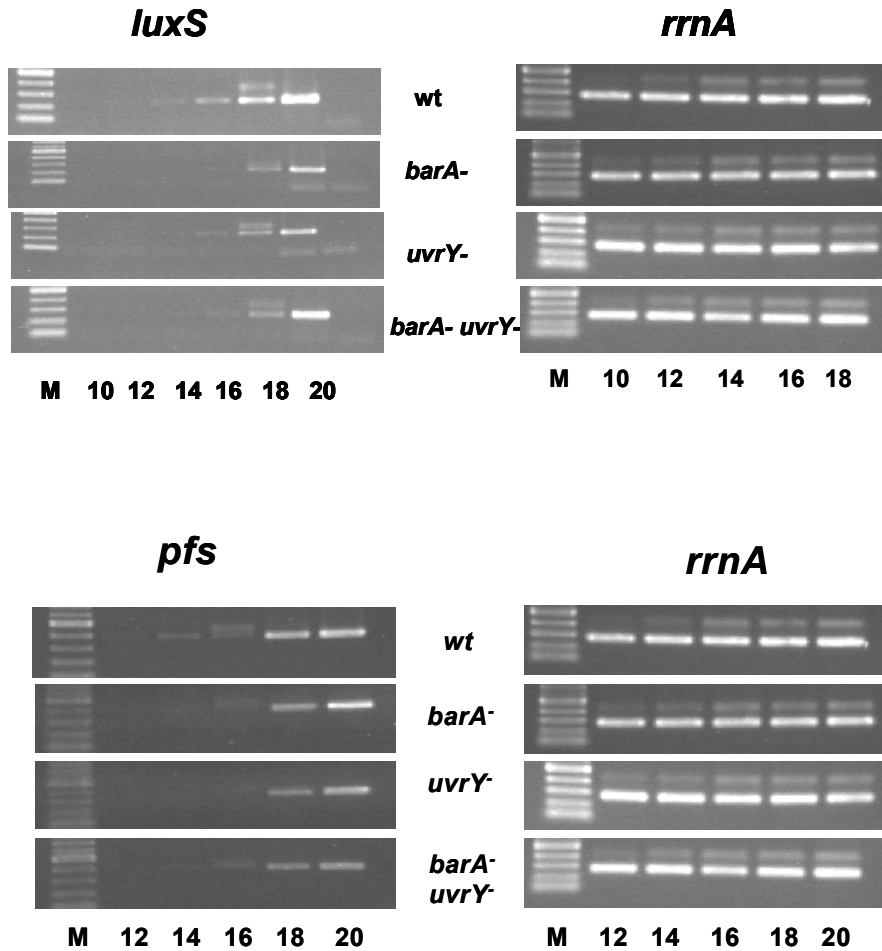 luxS rrnA
wt
barA-
uvrY-
barA- uvrY-
M 10 12 14 16 18 20 M 10 12 14 16 18
pfs rrnA
wt
barA-
uvrY-
barA-
uvrY-
M 12 14 16 18 20 M 12 14 16 18 20